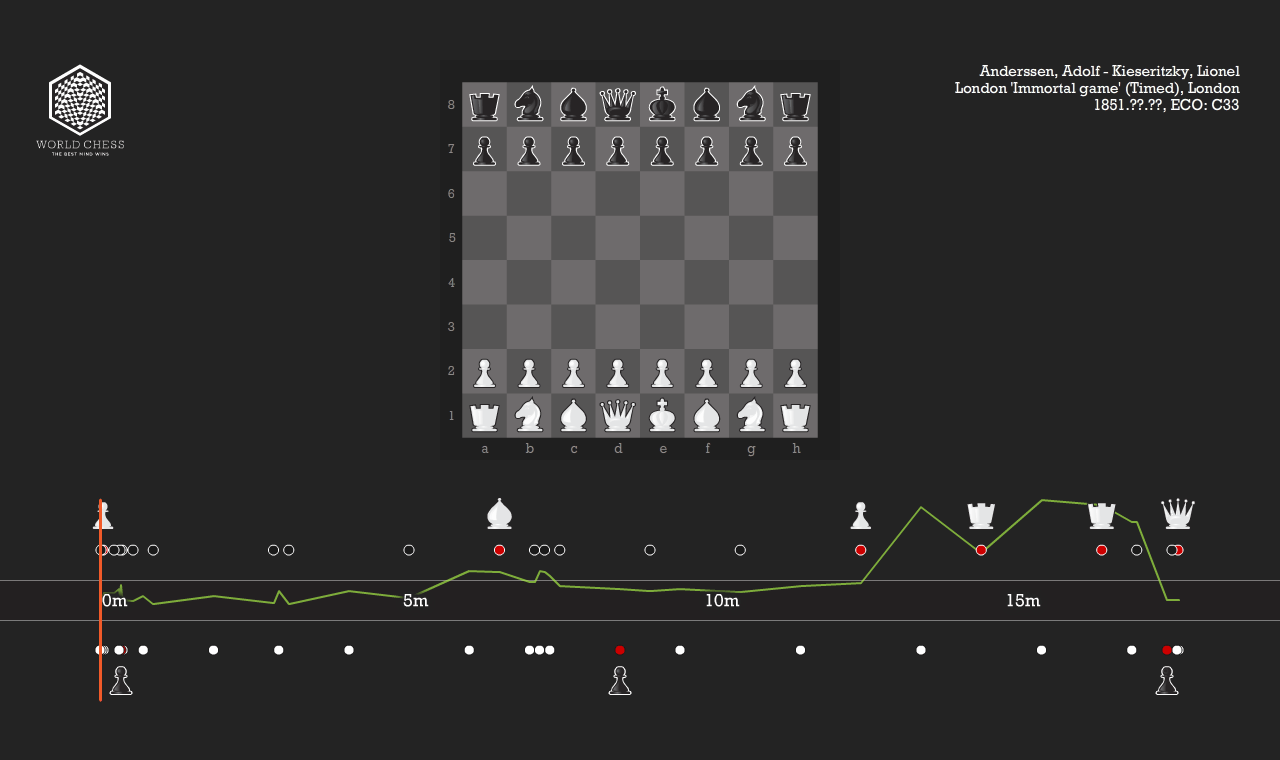 WORLD CHESS
THE BEST MIND WINS
Anderssen, Adolf - Kieseritzky, Lionel
London 'Immortal game' (Timed), London
1851.??.??, ECO: C33
8
7
6
5
4
3
2
1
a b c d e f g h
0m 5m 10m 15m